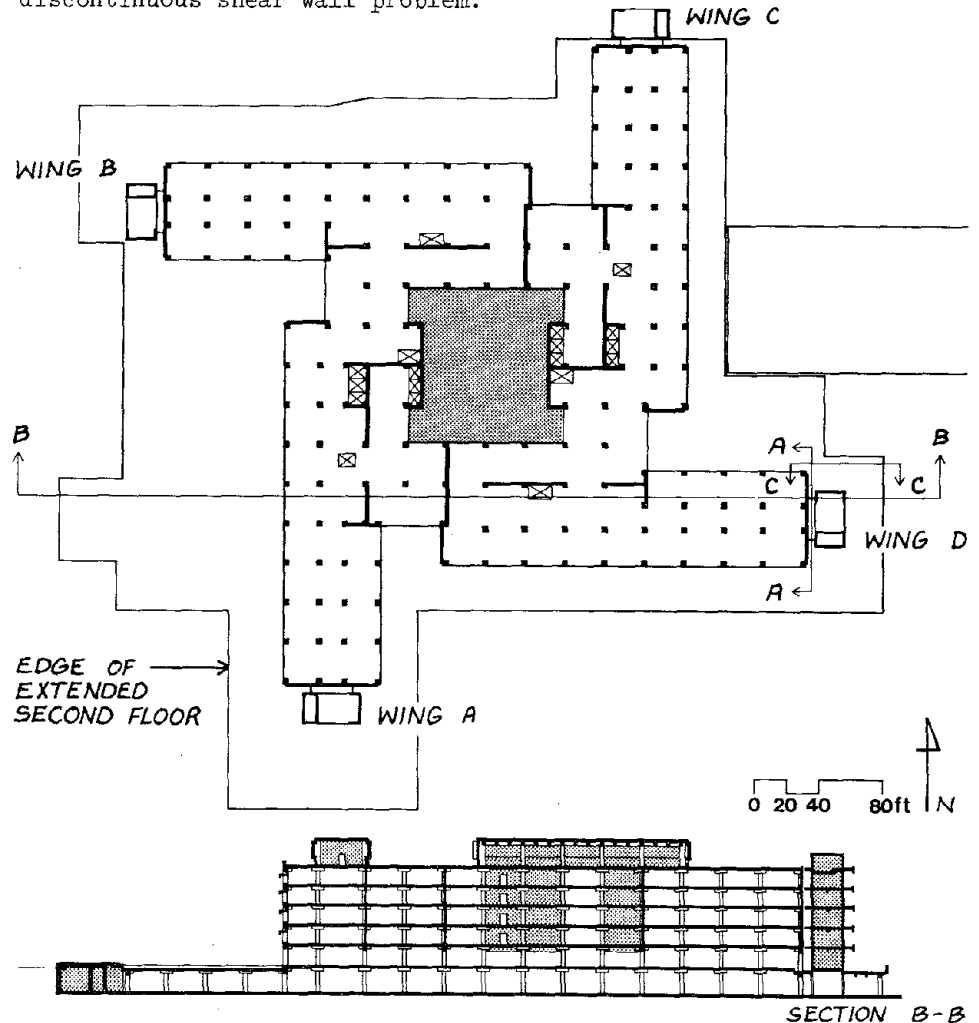 discontinuous shear wall problem.
WING C
WING B
B
A
B
C
C
WING D
A
EDGE OF
EXTENDED
SECOND FLOOR
WING A
0 20 40 80ft N
SECTION B-B